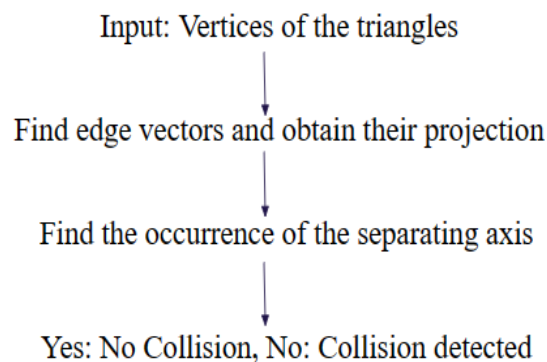 Input: Vertices of the triangles
Find edge vectors and obtain their projection
Find the occurrence of the separating axis
Yes: No Collision, No: Collision detected